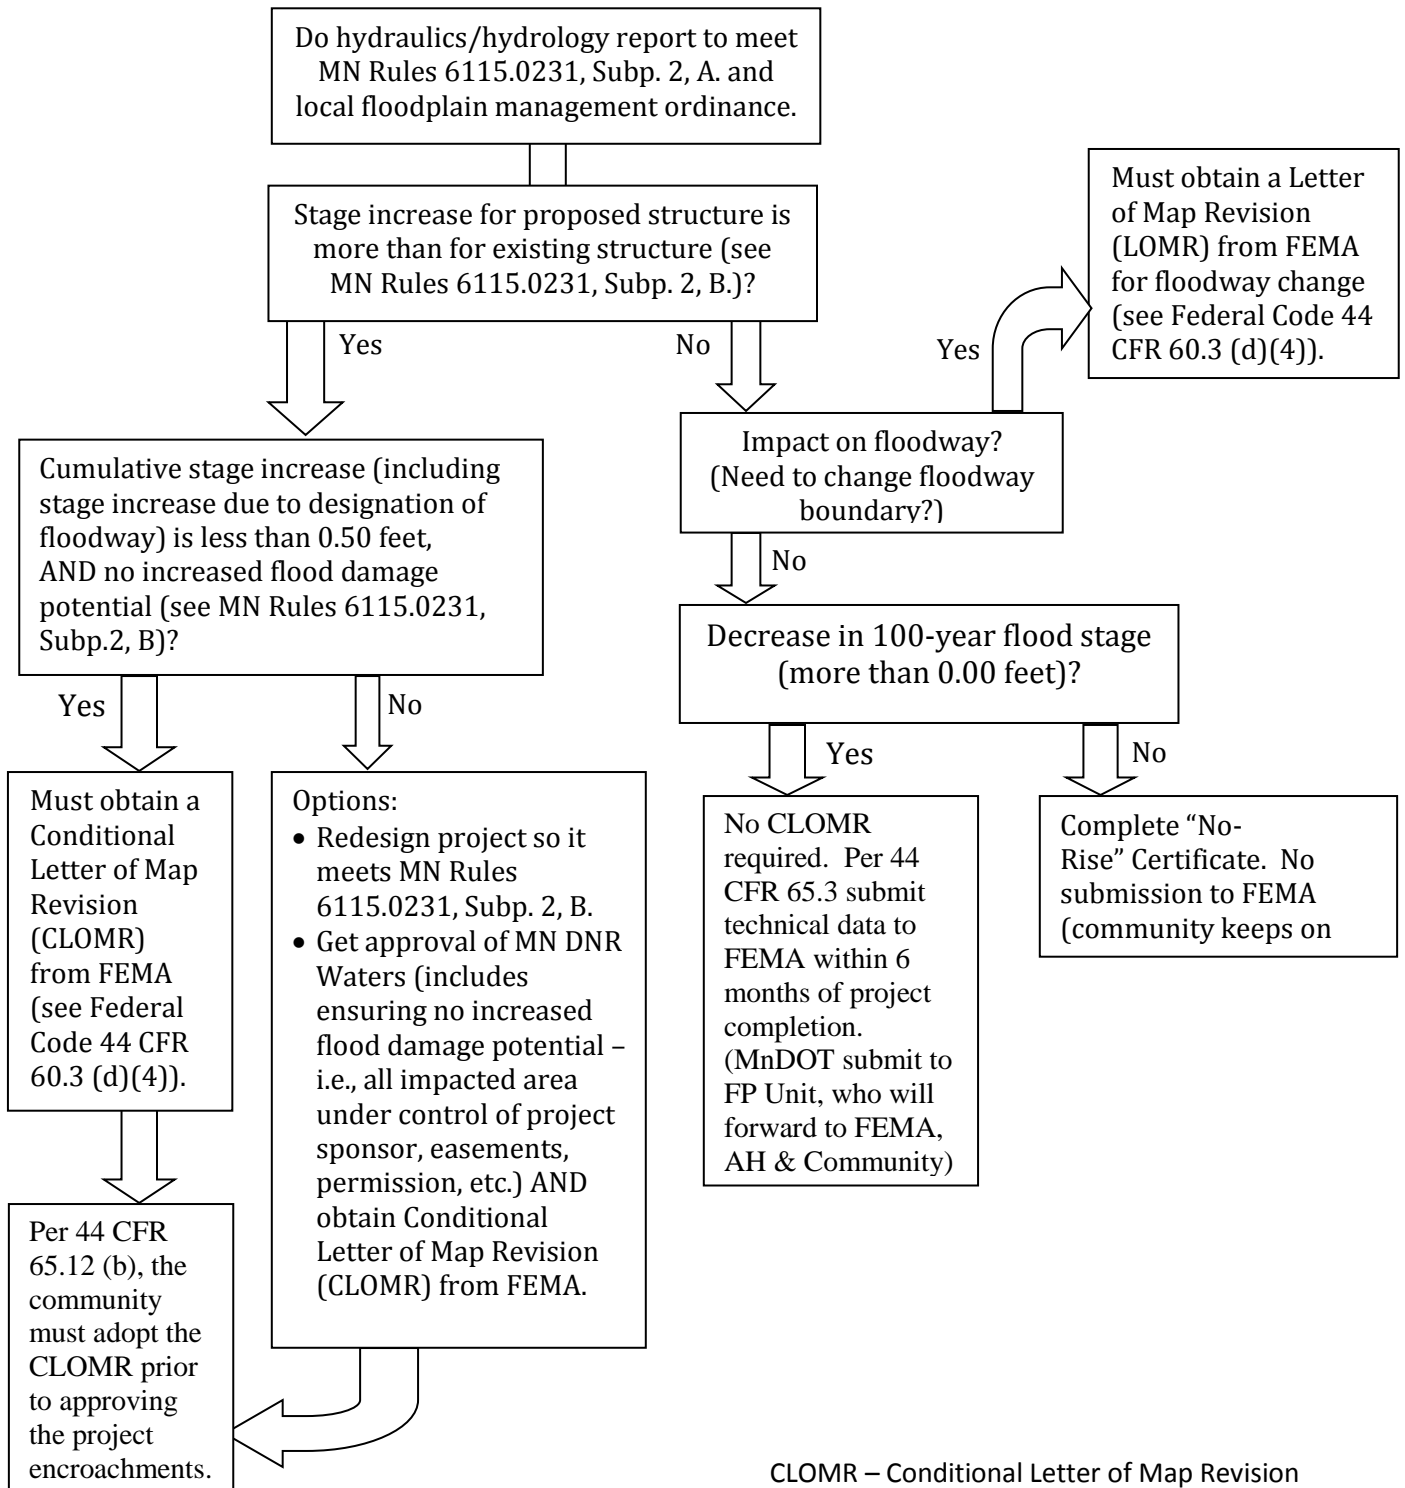 Do hydraulics/hydrology report to meet
MN Rules 6115.0231, Subp. 2, A. and
local floodplain management ordinance.
Stage increase for proposed structure is
more than for existing structure (see
MN Rules 6115.0231, Subp. 2, B.)?
Yes
No
Yes
Must obtain a Letter
of Map Revision
(LOMR) from FEMA
for floodway change
(see Federal Code 44
CFR 60.3 (d)(4)).
Cumulative stage increase (including
stage increase due to designation of
floodway) is less than 0.50 feet,
AND no increased flood damage
potential (see MN Rules 6115.0231,
Subp.2, B)?
Impact on floodway?
(Need to change floodway
boundary?)
No
Decrease in 100-year flood stage
(more than 0.00 feet)?
Yes
No
Yes
No
Must obtain a
Conditional
Letter of Map
Revision
(CLOMR)
from FEMA
(see Federal
Code 44 CFR
60.3 (d)(4)).
Options:
• Redesign project so it
meets MN Rules
6115.0231, Subp. 2, B.
• Get approval of MN DNR
Waters (includes
ensuring no increased
flood damage potential –
i.e., all impacted area
under control of project
sponsor, easements,
permission, etc.) AND
obtain Conditional
Letter of Map Revision
(CLOMR) from FEMA.
No CLOMR
required.  Per 44
CFR 65.3 submit
technical data to
FEMA within 6
months of project
completion.
(MnDOT submit to
FP Unit, who will
forward to FEMA,
AH & Community)
Complete “No-
Rise” Certificate.  No
submission to FEMA
(community keeps on
Per 44 CFR
65.12 (b), the
community
must adopt the
CLOMR prior
to approving
the project
encroachments.
CLOMR – Conditional Letter of Map Revision